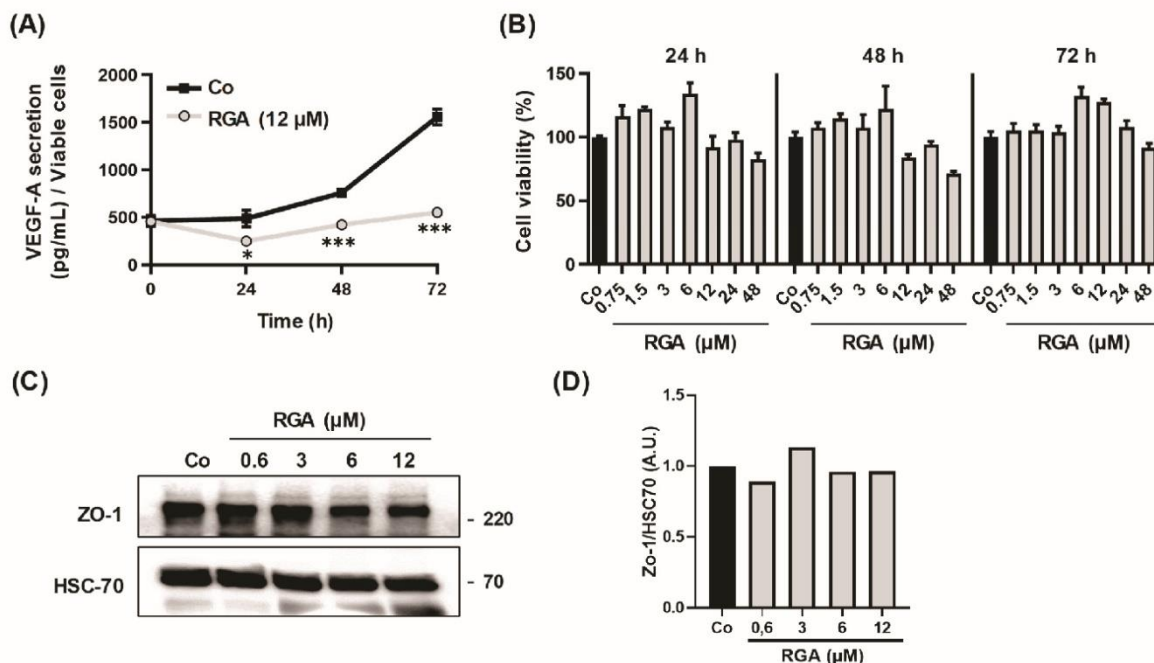 (A)
VEGF-A secretion
(pg/mL) / Viable cells
2000
1500
1000
500
0
Co
RGA (12 µM)
*
***
***
0
24
48
72
Time (h)
(B)
24 h
48 h
72 h
Cell viability (%)
150
100
50
0
Co 0.75 1.5 3 6 12 24 48
Co 0.75 1.5 3 6 12 24 48
Co 0.75 1.5 3 6 12 24 48
RGA (µM)
RGA (µM)
RGA (µM)
(C)
RGA (µM)
Co 0.6 3 6 12
ZO-1
- 220
HSC-70
- 70
(D)
Zo-1/HSC70 (A.U.)
1.5
1.0
0.5
0.0
Co 0,6 3 6 12
RGA (µM)